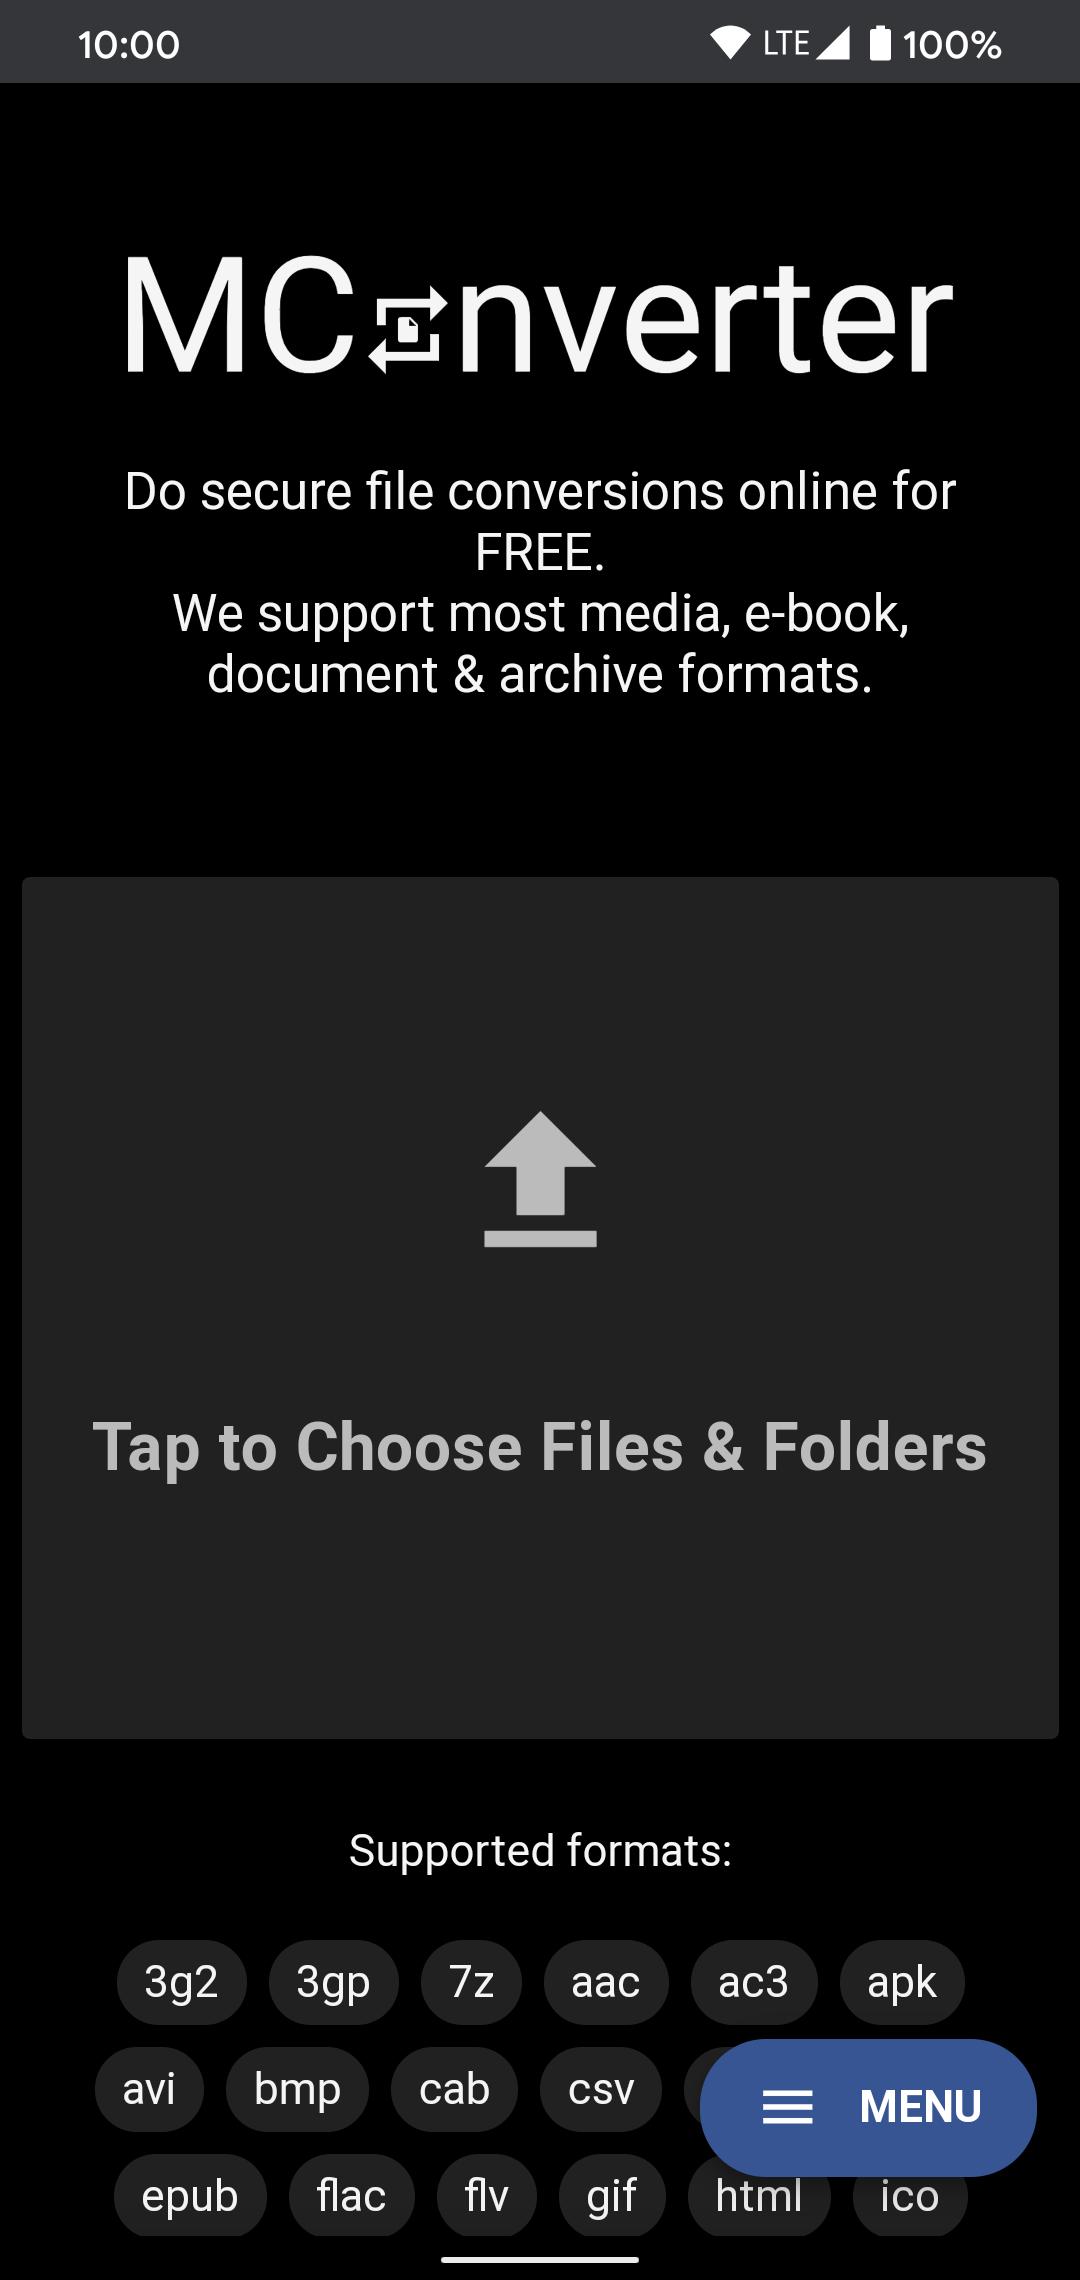 10:00 LTE 100%
MCnverter
Do secure file conversions online for
FREE.
We support most media, e-book,
document & archive formats.
Tap to Choose Files & Folders
Supported formats:
3g2 3gp 7z aac ac3 apk
avi bmp cab csv
MENU
epub flac flv gif html ico